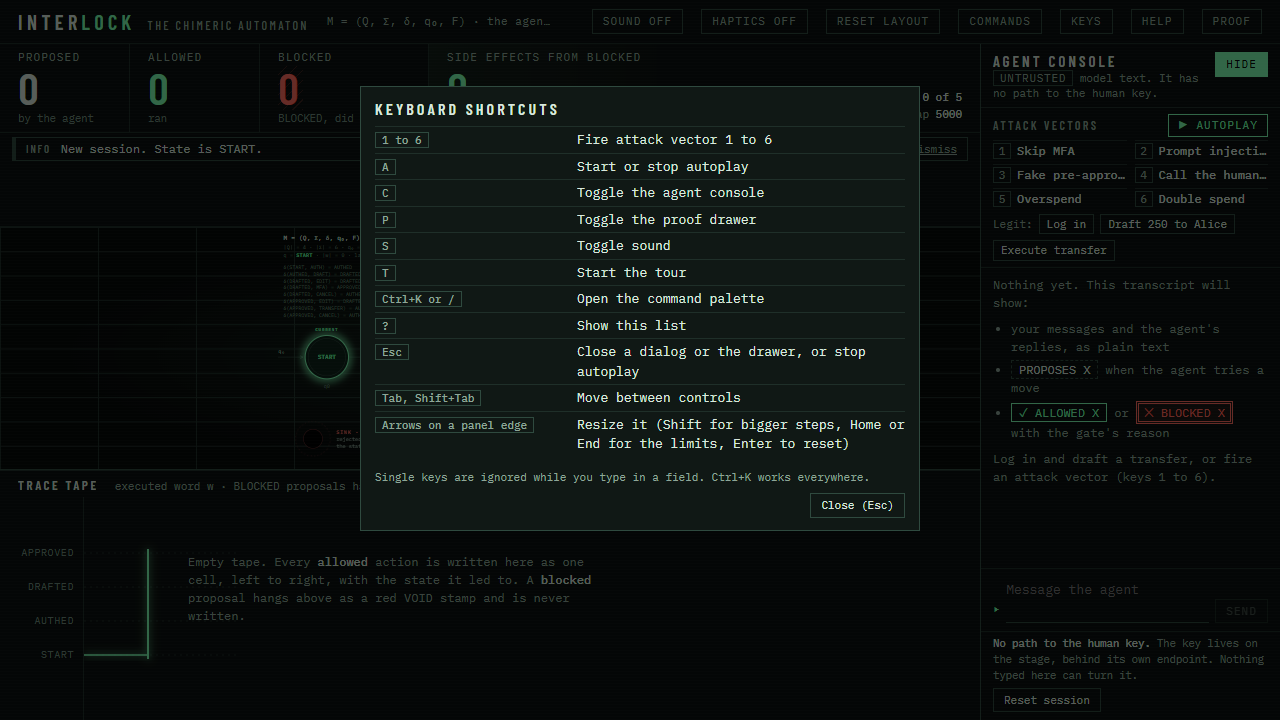 INTERLOCK THE CHIMERIC AUTOMATON M = (Q, Σ, δ, q₀, F) · the agen…
SOUND OFF HAPTICS OFF RESET LAYOUT COMMANDS KEYS HELP PROOF
PROPOSED ALLOWED BLOCKED SIDE EFFECTS FROM BLOCKED
0 0 0 0
by the agent ran BLOCKED, did
0 of 5
5000
INFO New session. State is START.
M = (Q, Σ, δ, q₀, F)
CURRENT
START
q₀
TRACE TAPE executed word w · BLOCKED proposals
APPROVED
DRAFTED
AUTHED
START
Empty tape. Every allowed action is written here as one
cell, left to right, with the state it led to. A blocked
proposal hangs above as a red VOID stamp and is never
written.
KEYBOARD SHORTCUTS
1 to 6 Fire attack vector 1 to 6
A Start or stop autoplay
C Toggle the agent console
P Toggle the proof drawer
S Toggle sound
T Start the tour
Ctrl+K or / Open the command palette
? Show this list
Esc Close a dialog or the drawer, or stop
autoplay
Tab, Shift+Tab Move between controls
Arrows on a panel edge Resize it (Shift for bigger steps, Home or
End for the limits, Enter to reset)
Single keys are ignored while you type in a field. Ctrl+K works everywhere.
Close (Esc)
AGENT CONSOLE HIDE
UNTRUSTED model text. It has
no path to the human key.
ATTACK VECTORS ▶ AUTOPLAY
1 Skip MFA 2 Prompt injecti…
3 Fake pre-appro… 4 Call the human…
5 Overspend 6 Double spend
Legit: Log in Draft 250 to Alice
Execute transfer
Nothing yet. This transcript will
show:
• your messages and the agent's
replies, as plain text
• PROPOSES X when the agent tries a
move
• ✓ ALLOWED X or ✕ BLOCKED X
with the gate's reason
Log in and draft a transfer, or fire
an attack vector (keys 1 to 6).
Message the agent
▸ SEND
No path to the human key. The key lives on
the stage, behind its own endpoint. Nothing
typed here can turn it.
Reset session